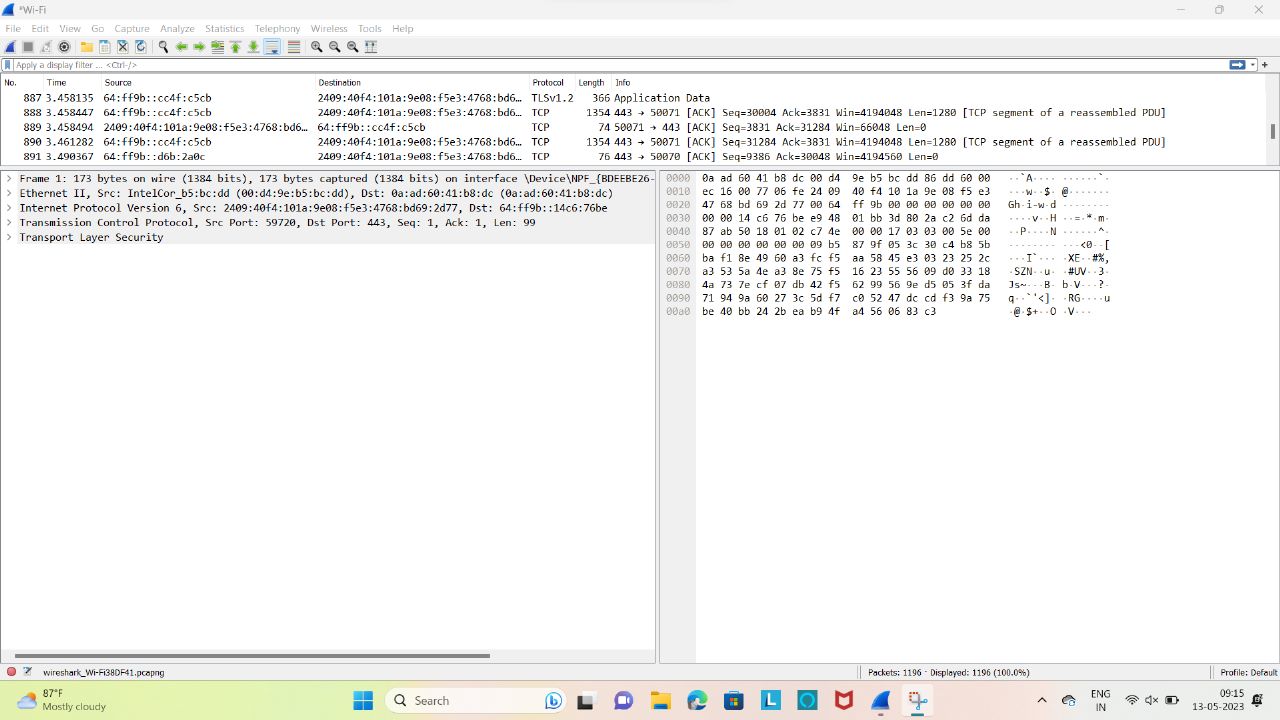 *Wi-Fi
File Edit View Go Capture Analyze Statistics Telephony Wireless Tools Help
Apply a display filter ... <Ctrl-/>
No. Time Source Destination Protocol Length Info
887 3.458135 64:ff9b::cc4f:c5cb 2409:40f4:101a:9e08:f5e3:4768:bd6… TLSv1.2 366 Application Data
888 3.458447 64:ff9b::cc4f:c5cb 2409:40f4:101a:9e08:f5e3:4768:bd6… TCP 1354 443 → 50071 [ACK] Seq=30004 Ack=3831 Win=4194048 Len=1280 [TCP segment of a reassembled PDU]
889 3.458494 2409:40f4:101a:9e08:f5e3:4768:bd6… 64:ff9b::cc4f:c5cb TCP 74 50071 → 443 [ACK] Seq=3831 Ack=31284 Win=66048 Len=0
890 3.461282 64:ff9b::cc4f:c5cb 2409:40f4:101a:9e08:f5e3:4768:bd6… TCP 1354 443 → 50071 [ACK] Seq=31284 Ack=3831 Win=4194048 Len=1280 [TCP segment of a reassembled PDU]
891 3.490367 64:ff9b::d6b:2a0c 2409:40f4:101a:9e08:f5e3:4768:bd6… TCP 76 443 → 50070 [ACK] Seq=9386 Ack=30048 Win=4194560 Len=0
Frame 1: 173 bytes on wire (1384 bits), 173 bytes captured (1384 bits) on interface \Device\NPF_{BDEEBE26-
Ethernet II, Src: IntelCor_b5:bc:dd (00:d4:9e:b5:bc:dd), Dst: 0a:ad:60:41:b8:dc (0a:ad:60:41:b8:dc)
Internet Protocol Version 6, Src: 2409:40f4:101a:9e08:f5e3:4768:bd69:2d77, Dst: 64:ff9b::14c6:76be
Transmission Control Protocol, Src Port: 59720, Dst Port: 443, Seq: 1, Ack: 1, Len: 99
Transport Layer Security
0000 0a ad 60 41 b8 dc 00 d4 9e b5 bc dd 86 dd 60 00 ··`A···· ······`·
0010 ec 16 00 77 06 fe 24 09 40 f4 10 1a 9e 08 f5 e3 ···w··$· @·······
0020 47 68 bd 69 2d 77 00 64 ff 9b 00 00 00 00 00 00 Gh·i-w·d ········
0030 00 00 14 c6 76 be e9 48 01 bb 3d 80 2a c2 6d da ····v··H ··=·*·m·
0040 87 ab 50 18 01 02 c7 4e 00 00 17 03 03 00 5e 00 ··P····N ······^·
0050 00 00 00 00 00 00 09 b5 87 9f 05 3c 30 c4 b8 5b ········ ···<0··[
0060 ba f1 8e 49 60 a3 fc f5 aa 58 45 e3 03 23 25 2c ···I`··· ·XE··#%,
0070 a3 53 5a 4e a3 8e 75 f5 16 23 55 56 09 d0 33 18 ·SZN··u· ·#UV··3·
0080 4a 73 7e cf 07 db 42 f5 62 99 56 9e d5 05 3f da Js~···B· b·V···?·
0090 71 94 9a 60 27 3c 5d f7 c0 52 47 dc cd f3 9a 75 q··`'<]· ·RG····u
00a0 be 40 bb 24 2b ea b9 4f a4 56 06 83 c3 ·@·$+··O ·V···
wireshark_Wi-Fi38DF41.pcapng Packets: 1196 · Displayed: 1196 (100.0%) Profile: Default
87°F
Mostly cloudy
Search
ENG
IN
09:15
13-05-2023